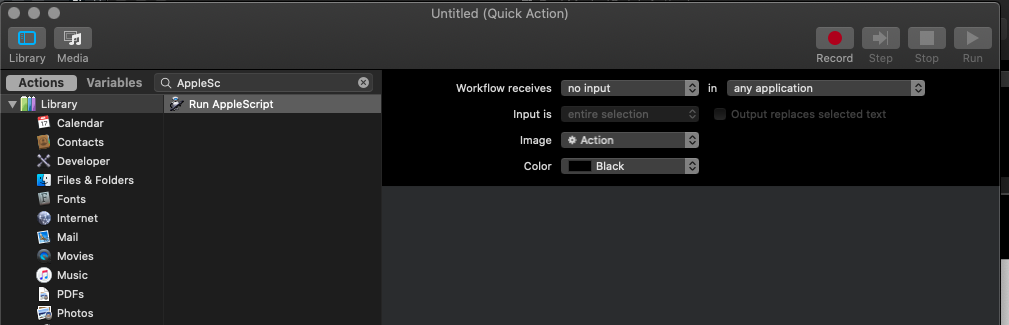 Untitled (Quick Action)
Library Media Record Step Stop Run
Actions Variables AppleSc
Workflow receives no input in any application
Library
Run AppleScript
Calendar
Input is entire selection Output replaces selected text
Contacts
Image Action
Developer
Color Black
Files & Folders
Fonts
Internet
Mail
Movies
Music
PDFs
Photos